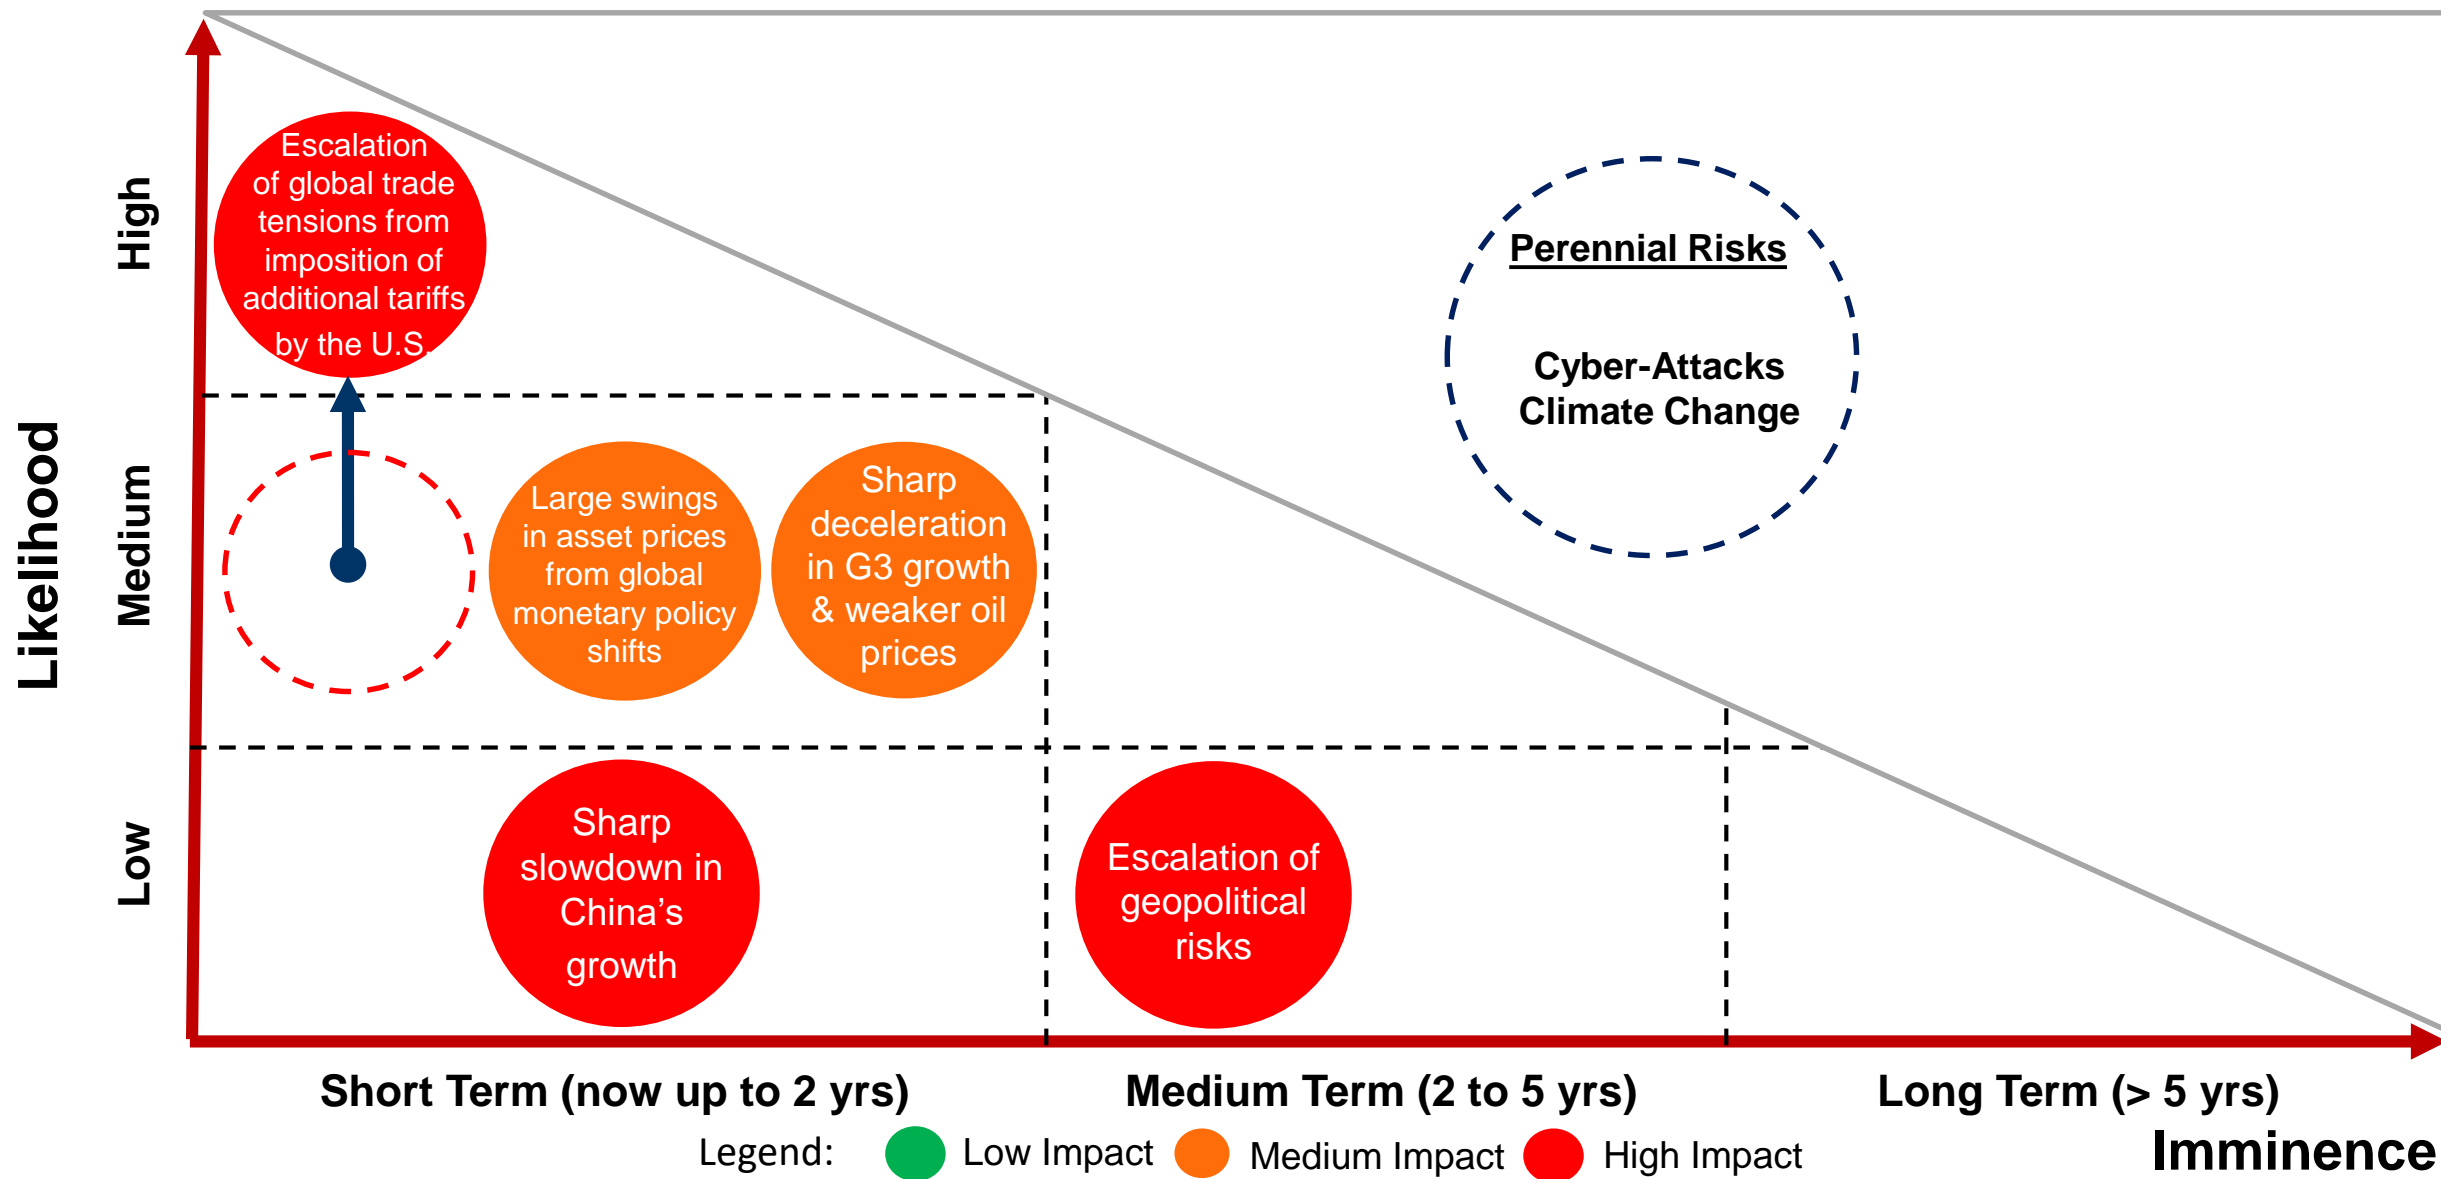 Likelihood
High
Medium
Low
Escalation
of global trade
tensions from
imposition of
additional tariffs
by the U.S.
Perennial Risks
Cyber-Attacks
Climate Change
Large swings
in asset prices
from global
monetary policy
shifts
Sharp
deceleration
in G3 growth
& weaker oil
prices
Sharp
slowdown in
China’s
growth
Escalation of
geopolitical
risks
Short Term (now up to 2 yrs)
Medium Term (2 to 5 yrs)
Long Term (> 5 yrs)
Legend:
Low Impact
Medium Impact
High Impact
Imminence